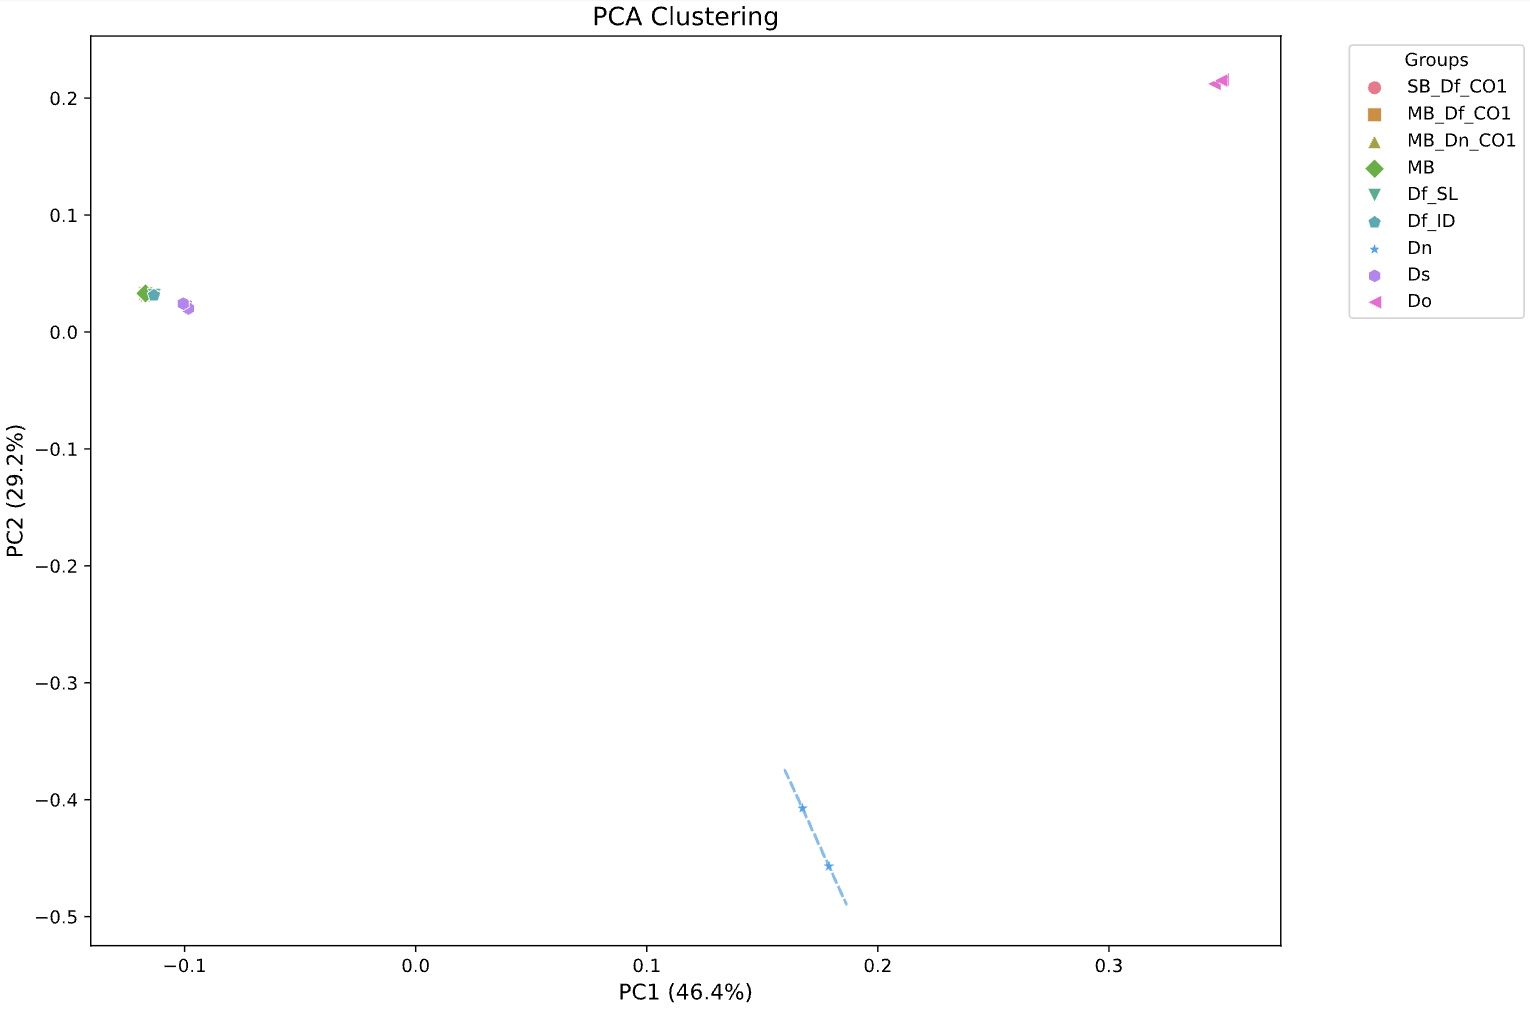 PCA Clustering
Groups
SB_Df_CO1
MB_Df_CO1
MB_Dn_CO1
MB
Df_SL
Df_ID
Dn
Ds
Do
0.2
0.1
0.0
−0.1
−0.2
−0.3
−0.4
−0.5
PC2 (29.2%)
−0.1 0.0 0.1 0.2 0.3
PC1 (46.4%)